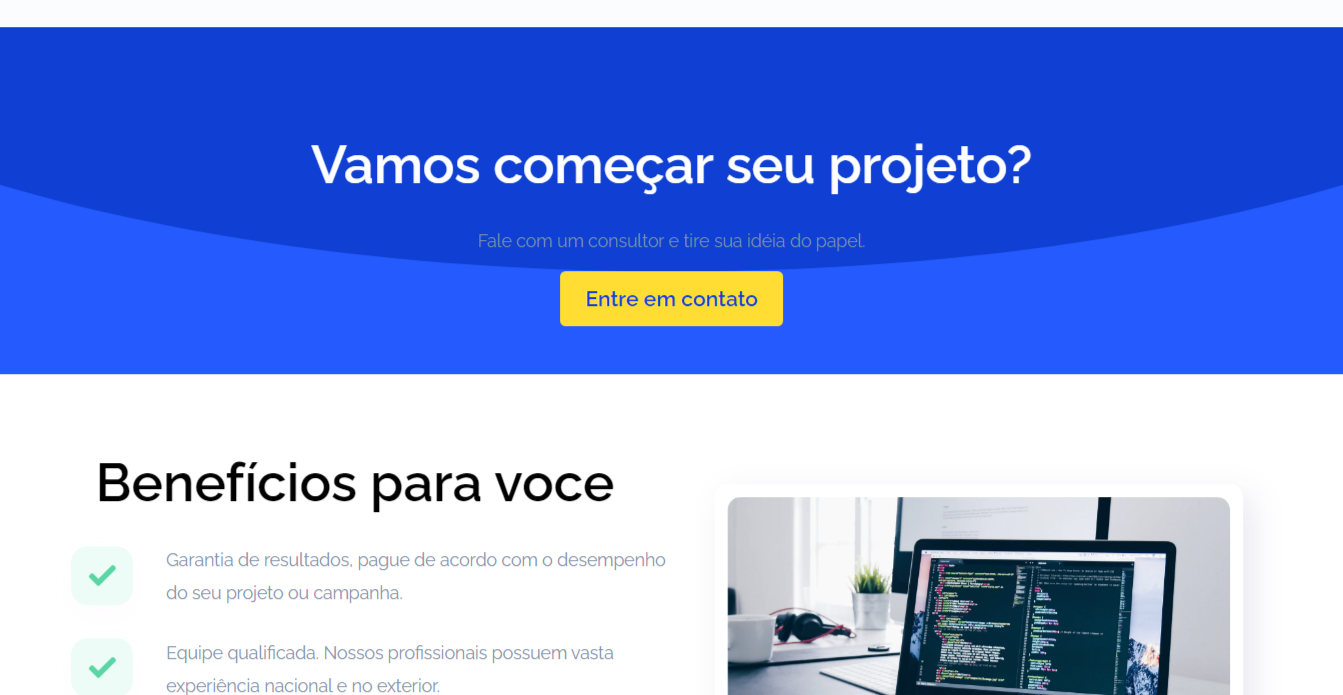 Vamos começar seu projeto?
Fale com um consultor e tire sua idéia do papel.
Entre em contato
Benefícios para voce
Garantia de resultados, pague de acordo com o desempenho
do seu projeto ou campanha.
Equipe qualificada. Nossos profissionais possuem vasta
experiência nacional e no exterior.